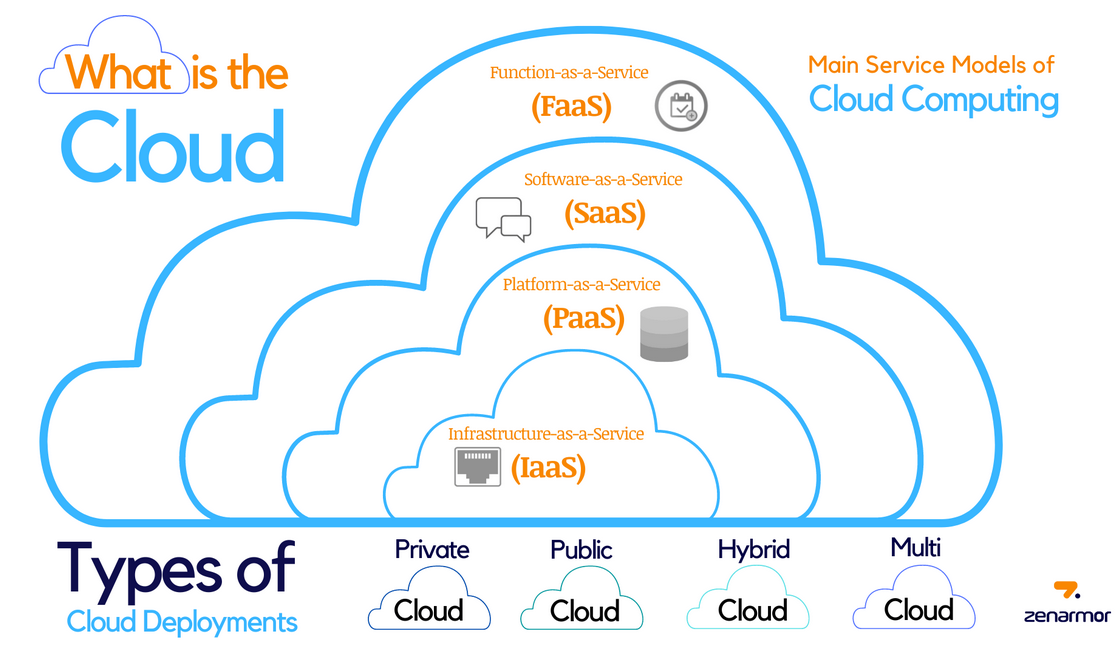 What is the
Cloud
Main Service Models of
Cloud Computing
Function-as-a-Service
(FaaS)
Software-as-a-Service
(SaaS)
Platform-as-a-Service
(PaaS)
Infrastructure-as-a-Service
(IaaS)
Types of
Cloud Deployments
Private
Cloud
Public
Cloud
Hybrid
Cloud
Multi
Cloud
zenarmor